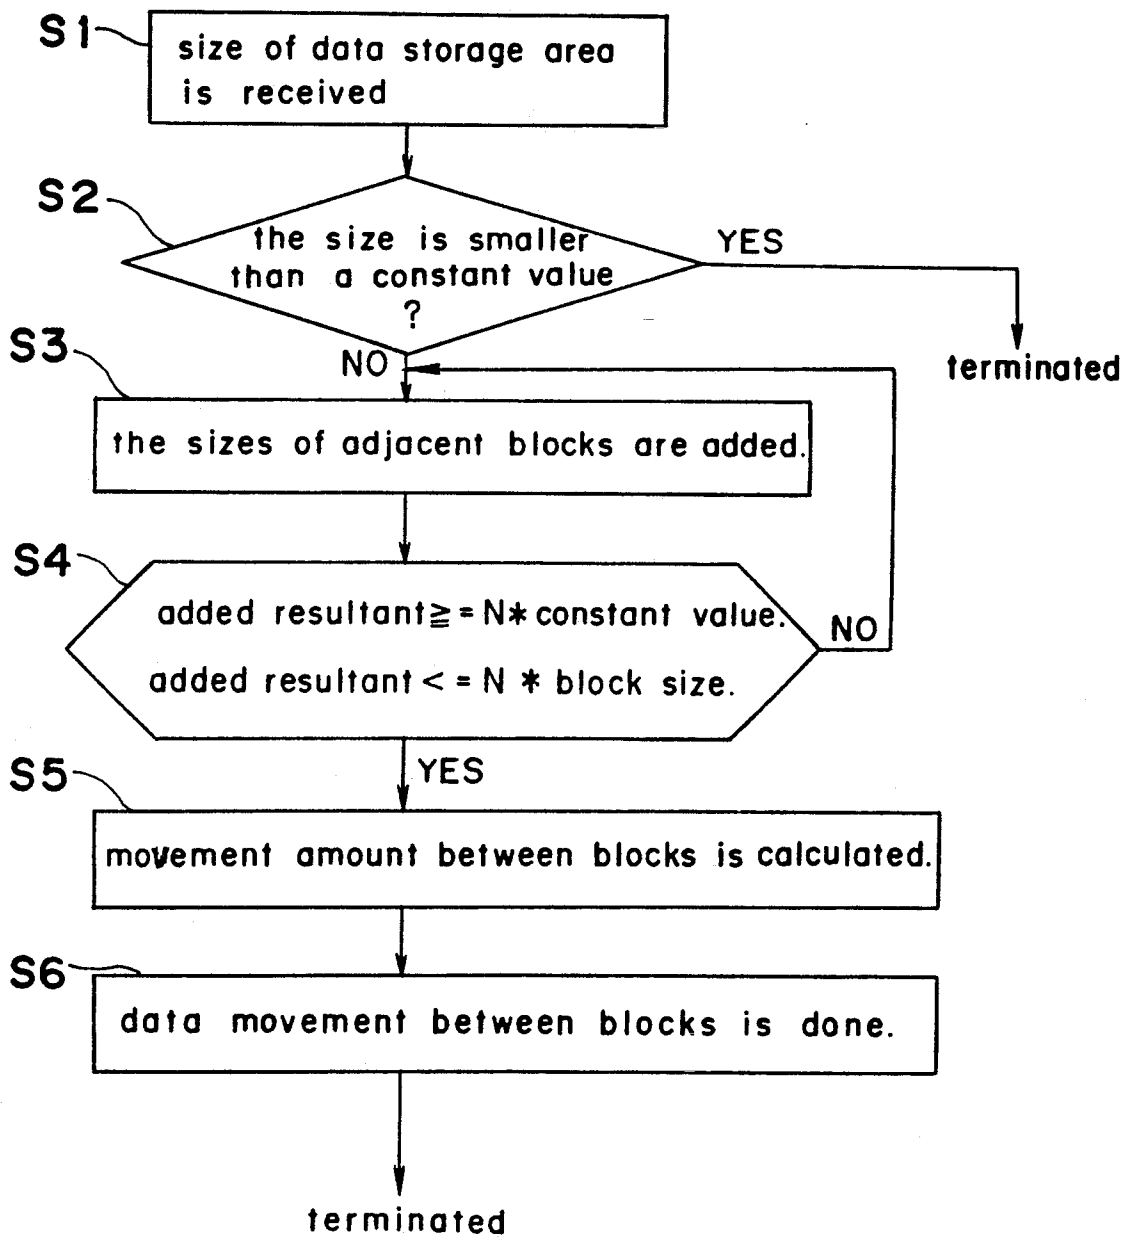 S1
size of data storage area
is received
S2
the size is smaller
than a constant value
?
YES
terminated
NO
S3
the sizes of adjacent blocks are added.
S4
added resultant ≧ = N* constant value.
added resultant < = N * block size.
NO
YES
S5
movement amount between blocks is calculated.
S6
data movement between blocks is done.
terminated